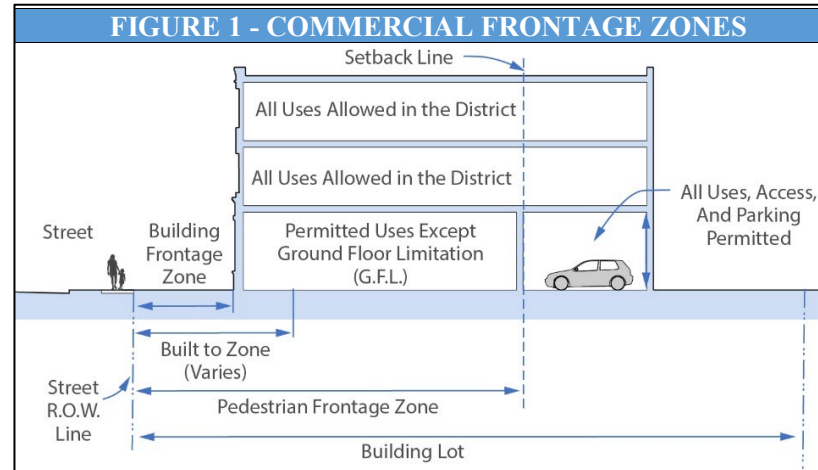 FIGURE 1 - COMMERCIAL FRONTAGE ZONES
Setback Line
All Uses Allowed in the District
All Uses Allowed in the District
Street
Building
Frontage
Zone
Permitted Uses Except
Ground Floor Limitation
(G.F.L.)
All Uses, Access,
And Parking
Permitted
Built to Zone
(Varies)
Street
R.O.W.
Line
Pedestrian Frontage Zone
Building Lot